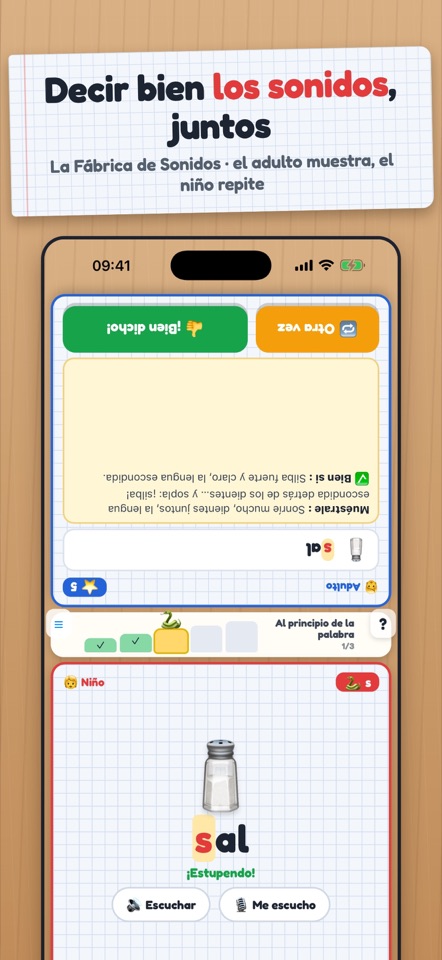 Decir bien los sonidos,
juntos
La Fábrica de Sonidos · el adulto muestra, el
niño repite
09:41
Adulto
5
sal
Muéstrale : Sonríe mucho, dientes juntos, la lengua
escondida detrás de los dientes... y sopla: ¡silba!
Bien si : Silba fuerte y claro, la lengua escondida.
Otra vez
¡Bien dicho!
Al principio de la
palabra
1/3
?
Niño
s
sal
¡Estupendo!
Escuchar
Me escucho